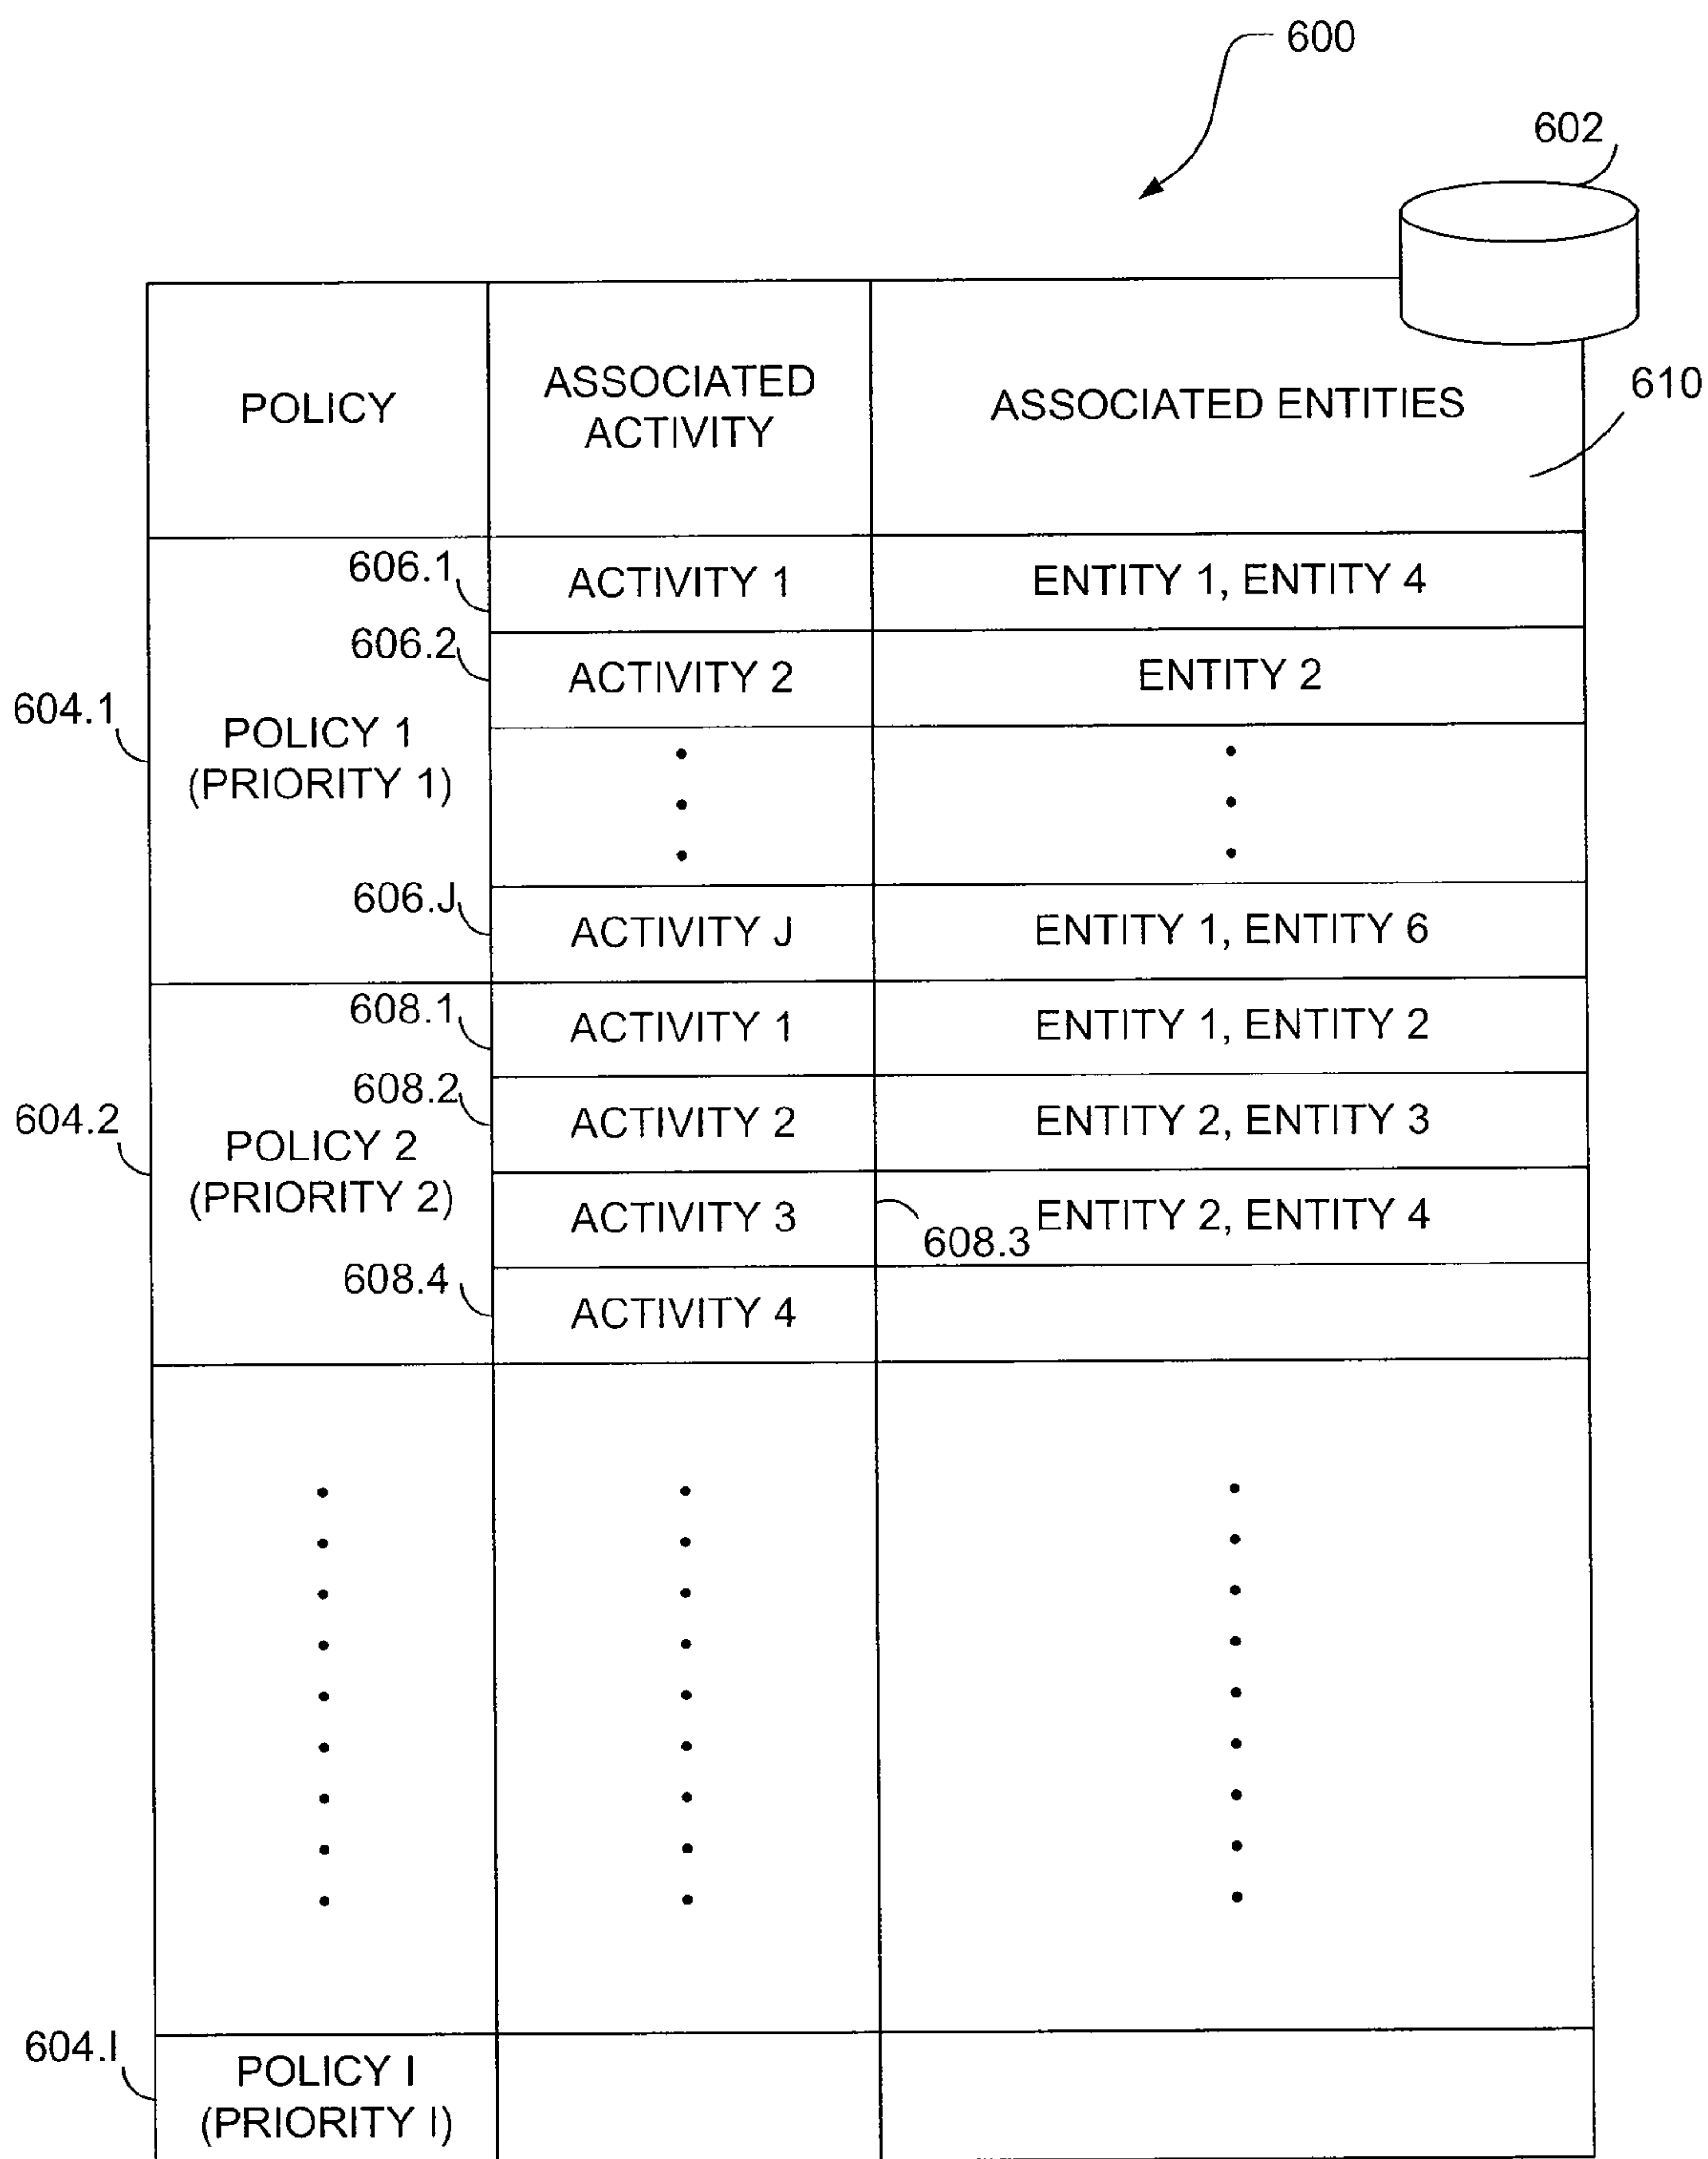 600
602
610
POLICY
ASSOCIATED
ACTIVITY
ASSOCIATED ENTITIES
604.1
POLICY 1
(PRIORITY 1)
606.1
ACTIVITY 1
ENTITY 1, ENTITY 4
606.2
ACTIVITY 2
ENTITY 2
606.J
ACTIVITY J
ENTITY 1, ENTITY 6
604.2
POLICY 2
(PRIORITY 2)
608.1
ACTIVITY 1
ENTITY 1, ENTITY 2
608.2
ACTIVITY 2
ENTITY 2, ENTITY 3
ACTIVITY 3
608.3
ENTITY 2, ENTITY 4
608.4
ACTIVITY 4
604.I
POLICY I
(PRIORITY I)